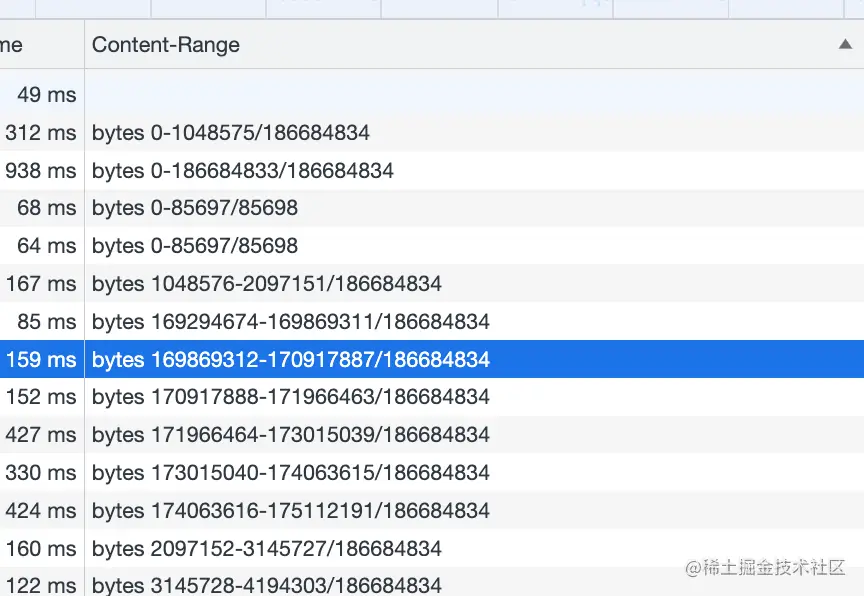 me Content-Range ▲
49 ms
312 ms bytes 0-1048575/186684834
938 ms bytes 0-186684833/186684834
68 ms bytes 0-85697/85698
64 ms bytes 0-85697/85698
167 ms bytes 1048576-2097151/186684834
85 ms bytes 169294674-169869311/186684834
159 ms bytes 169869312-170917887/186684834
152 ms bytes 170917888-171966463/186684834
427 ms bytes 171966464-173015039/186684834
330 ms bytes 173015040-174063615/186684834
424 ms bytes 174063616-175112191/186684834
160 ms bytes 2097152-3145727/186684834
122 ms bytes 3145728-4194303/186684834
@稀土掘金技术社区